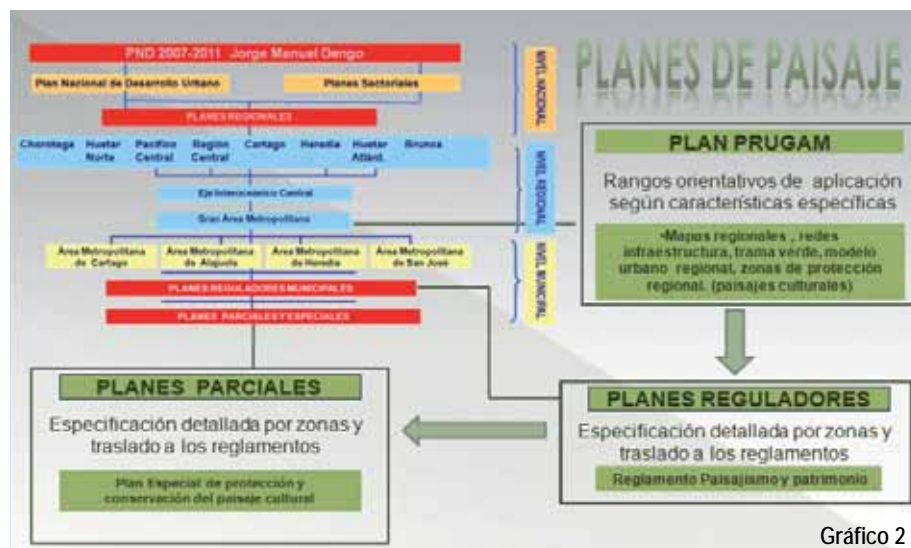 PND 2007-2011 Jorge Manuel Dengo
Plan Nacional de Desarrollo Urbano
Planes Sectoriales
PLANES REGIONALES
NIVEL NACIONAL
Chorotega
Huetar
Norte
Pacífico
Central
Región
Central
Cartago
Heredia
Huetar
Atlánt.
Brunca
Eje Interoceánico Central
Gran Area Metropolitana
NIVEL REGIONAL
Área Metropolitana
de Cartago
Área Metropolitana
de Alajuela
Área Metropolitana
de Heredia
Área Metropolitana
de San José
PLANES REGULADORES MUNICIPALES
PLANES PARCIALES Y ESPECIALES
NIVEL MUNICIPAL
PLANES DE PAISAJE
PLAN PRUGAM
Rangos orientativos de aplicación
según características específicas
•Mapas regionales , redes
infraestructura, trama verde, modelo
urbano regional, zonas de protección
regional. (paisajes culturales)
PLANES REGULADORES
Especificación detallada por zonas y
traslado a los reglamentos
Reglamento Paisajismo y patrimonio
PLANES PARCIALES
Especificación detallada por zonas y
traslado a los reglamentos
Plan Especial de protección y
conservación del paisaje cultural
Gráfico 2